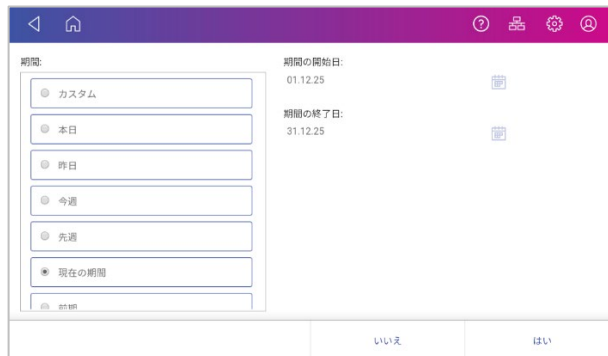 期間:
カスタム
本日
昨日
今週
先週
現在の期間
前期
期間の開始日:
01.12.25
期間の終了日:
31.12.25
いいえ
はい